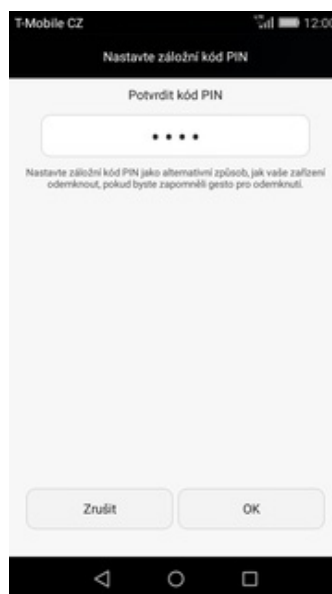 T-Mobile CZ 12:00
Nastavte záložní kód PIN
Potvrdit kód PIN
••••
Nastavte záložní kód PIN jako alternativní způsob, jak vaše zařízení
odemknout, pokud byste zapomněli gesto pro odemknutí.
Zrušit OK